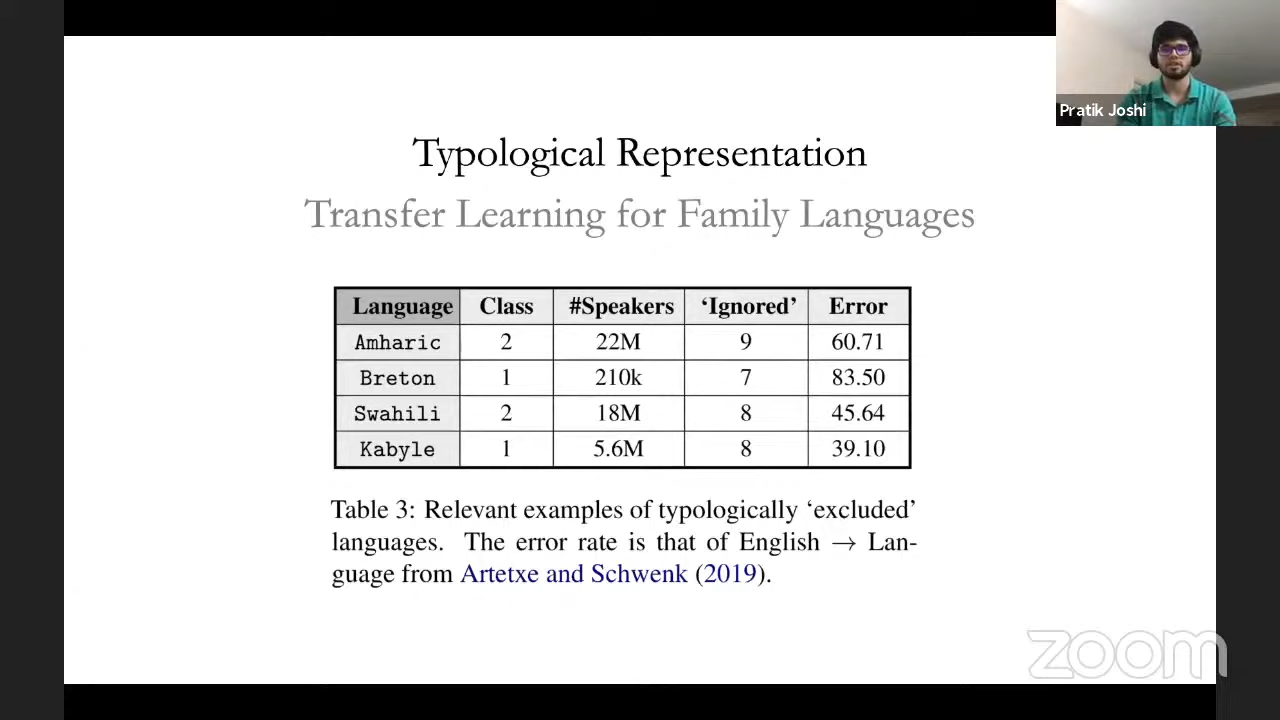 Pratik Joshi
Typological Representation
Transfer Learning for Family Languages
Language Class #Speakers ‘Ignored’ Error
Amharic 2 22M 9 60.71
Breton 1 210k 7 83.50
Swahili 2 18M 8 45.64
Kabyle 1 5.6M 8 39.10
Table 3: Relevant examples of typologically ‘excluded’
languages. The error rate is that of English → Lan-
guage from Artetxe and Schwenk (2019).
zoom